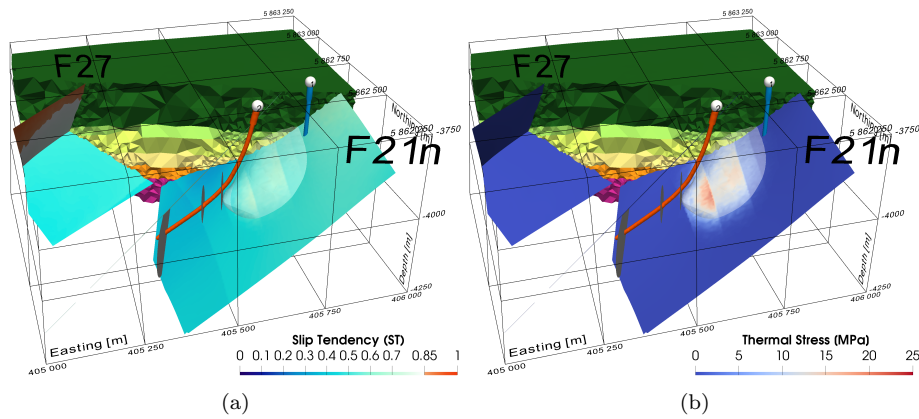 5 863 250
5 863 000
5 862 750
5 862 500
5 862 250
Northing [m]
-3750
-4000
-4250
Depth [m]
F27
F21n
2
1
Easting [m]
405 000
405 250
405 500
405 750
406 000
Slip Tendency (ST)
0 0.1 0.2 0.3 0.4 0.5 0.6 0.7 0.85 1
(a)
5 863 250
5 863 000
5 862 750
5 862 500
5 862 250
-3750
-4000
-4250
Depth [m]
F27
F21n
2
1
Easting [m]
405 000
405 250
405 500
405 750
406 000
Thermal Stress (MPa)
0 5 10 15 20 25
(b)